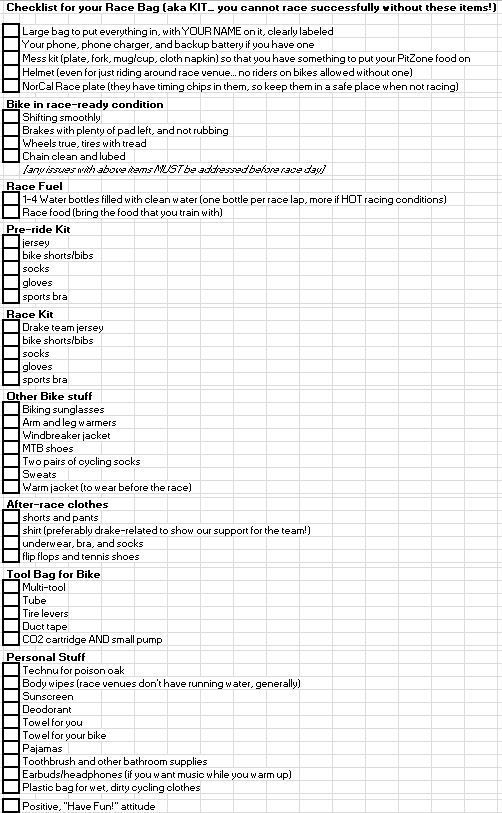 Checklist for your Race Bag (aka KIT... you cannot race successfully without these items!)
Large bag to put everything in, with YOUR NAME on it, clearly labeled
Your phone, phone charger, and backup battery if you have one
Mess kit (plate, fork, mug/cup, cloth napkin) so that you have something to put your PitZone food on
Helmet (even for just riding around race venue... no riders on bikes allowed without one)
NorCal Race plate (they have timing chips in them, so keep them in a safe place when not racing)
Bike in race-ready condition
Shifting smoothly
Brakes with plenty of pad left, and not rubbing
Wheels true, tires with tread
Chain clean and lubed
[any issues with above items MUST be addressed before race day]
Race Fuel
1-4 Water bottles filled with clean water (one bottle per race lap, more if HOT racing conditions)
Race food (bring the food that you train with)
Pre-ride Kit
jersey
bike shorts/bibs
socks
gloves
sports bra
Race Kit
Drake team jersey
bike shorts/bibs
socks
gloves
sports bra
Other Bike stuff
Biking sunglasses
Arm and leg warmers
Windbreaker jacket
MTB shoes
Two pairs of cycling socks
Sweats
Warm jacket (to wear before the race)
After-race clothes
shorts and pants
shirt (preferably drake-related to show our support for the team!)
underwear, bra, and socks
flip flops and tennis shoes
Tool Bag for Bike
Multi-tool
Tube
Tire levers
Duct tape
CO2 cartridge AND small pump
Personal Stuff
Technu for poison oak
Body wipes (race venues don't have running water, generally)
Sunscreen
Deodorant
Towel for you
Towel for your bike
Pajamas
Toothbrush and other bathroom supplies
Earbuds/headphones (if you want music while you warm up)
Plastic bag for wet, dirty cycling clothes
Positive, "Have Fun!" attitude